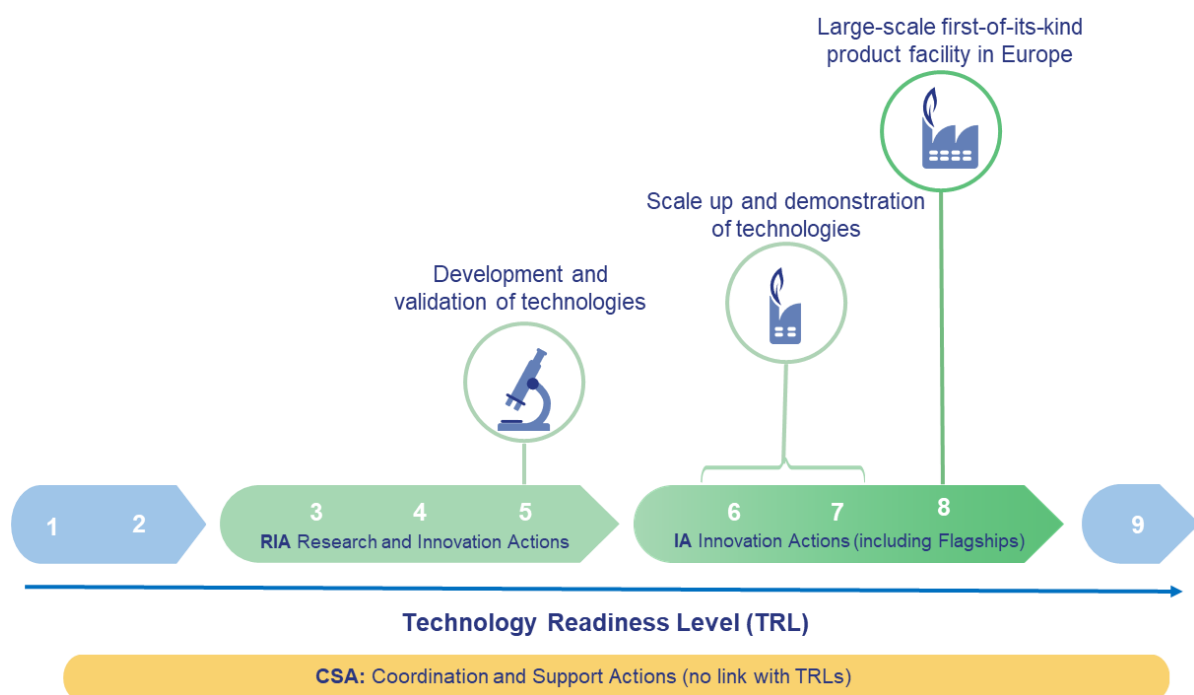 Large-scale first-of-its-kind
product facility in Europe
Scale up and demonstration
of technologies
Development and
validation of technologies
1 2 3 4 5 6 7 8 9
RIA Research and Innovation Actions
IA Innovation Actions (including Flagships)
Technology Readiness Level (TRL)
CSA: Coordination and Support Actions (no link with TRLs)